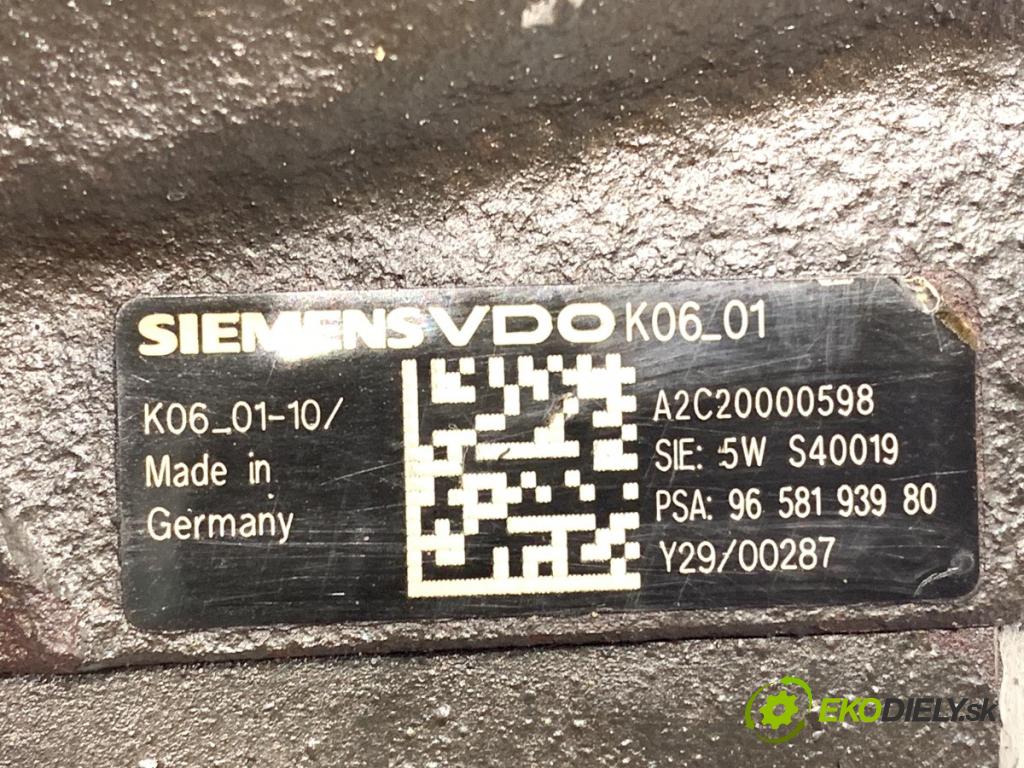 SIEMENS VDO K06_01
K06_01-10/
Made in
Germany
A2C20000598
SIE: 5W S40019
PSA: 96 581 939 80
Y29/00287
EKODIELY.sk